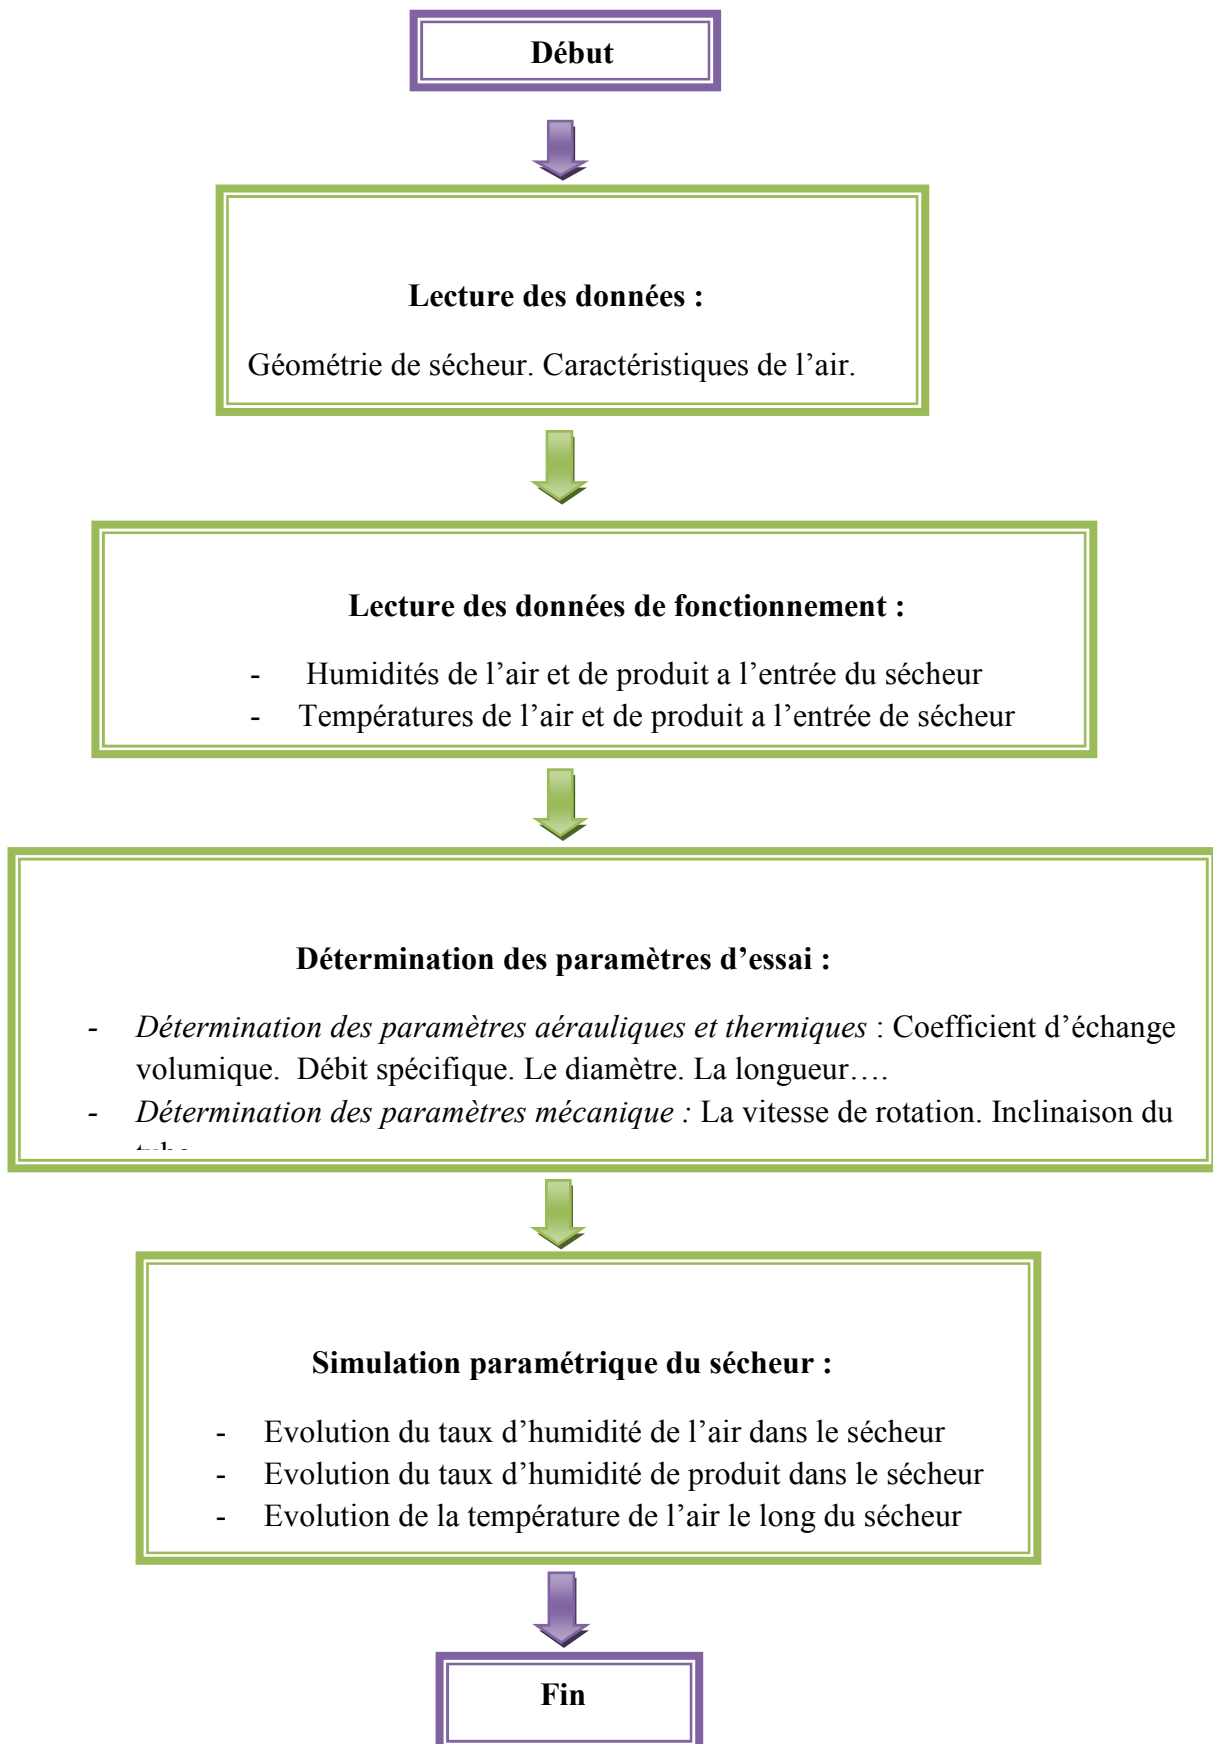 Début
Lecture des données :
Géométrie de sécheur. Caractéristiques de l’air.
Lecture des données de fonctionnement :
- Humidités de l’air et de produit a l’entrée du sécheur
- Températures de l’air et de produit a l’entrée de sécheur
Détermination des paramètres d’essai :
- Détermination des paramètres aérauliques et thermiques : Coefficient d’échange
volumique. Débit spécifique. Le diamètre. La longueur….
- Détermination des paramètres mécanique : La vitesse de rotation. Inclinaison du
Simulation paramétrique du sécheur :
- Evolution du taux d’humidité de l’air dans le sécheur
- Evolution du taux d’humidité de produit dans le sécheur
- Evolution de la température de l’air le long du sécheur
Fin